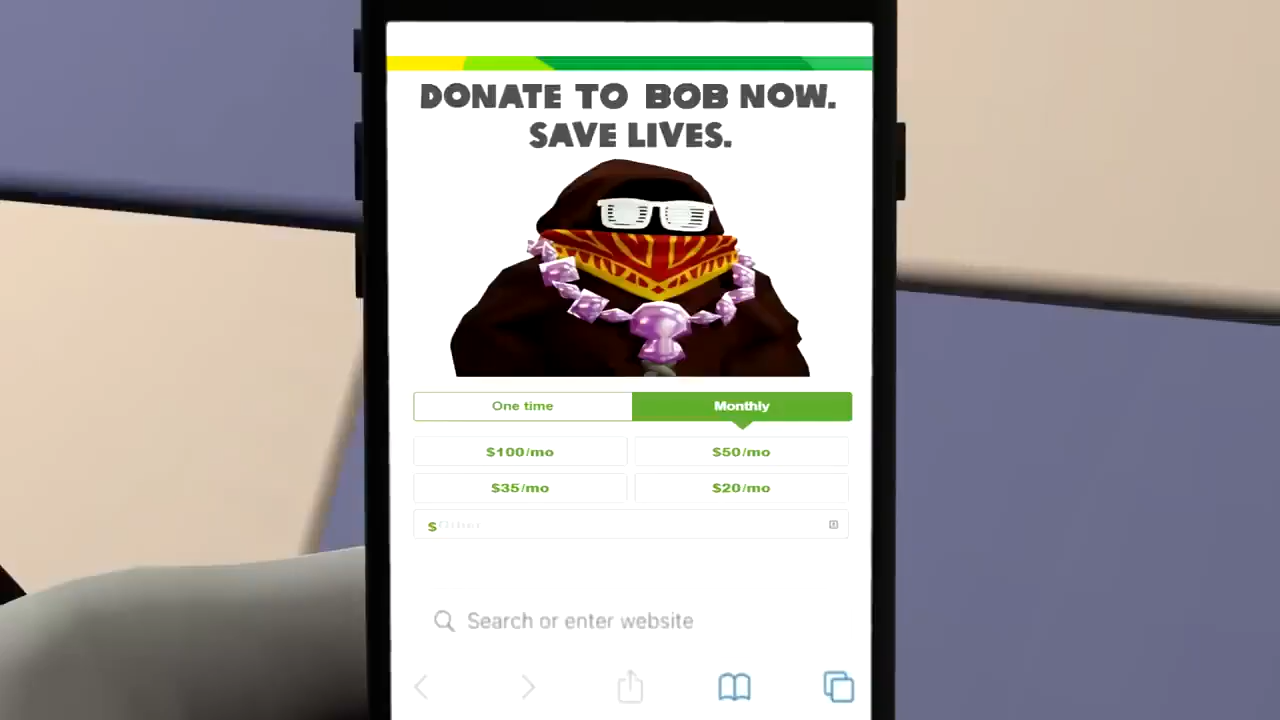 DONATE TO BOB NOW.
SAVE LIVES.
One time
Monthly
$100/mo
$50/mo
$35/mo
$20/mo
$Other
Search or enter website